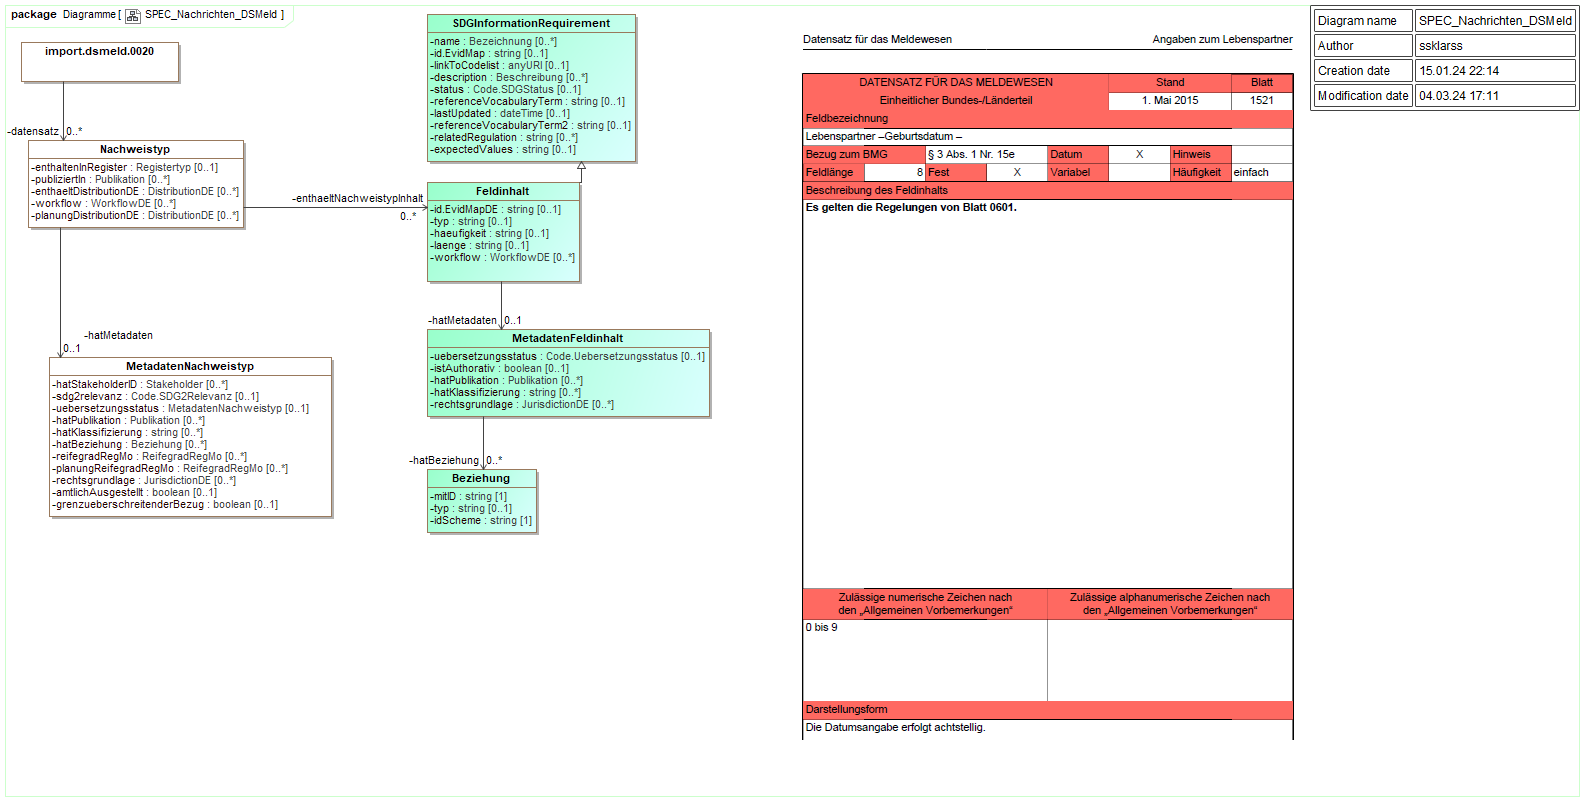 package Diagramme [ SPEC_Nachrichten_DSMeld ]
import.dsmeld.0020
-datensatz 0..*
Nachweistyp
-enthaltenInRegister : Registertyp [0..1]
-publiziertIn : Publikation [0..*]
-enthaeltDistributionDE : DistributionDE [0..*]
-workflow : WorkflowDE [0..*]
-planungDistributionDE : DistributionDE [0..*]
-enthaeltNachweistypInhalt
0..*
-hatMetadaten
0..1
MetadatenNachweistyp
-hatStakeholderID : Stakeholder [0..*]
-sdg2relevanz : Code.SDG2Relevanz [0..1]
-uebersetzungsstatus : MetadatenNachweistyp [0..1]
-hatPublikation : Publikation [0..*]
-hatKlassifizierung : string [0..*]
-hatBeziehung : Beziehung [0..*]
-reifegradRegMo : ReifegradRegMo [0..*]
-planungReifegradRegMo : ReifegradRegMo [0..*]
-rechtsgrundlage : JurisdictionDE [0..*]
-amtlichAusgestellt : boolean [0..1]
-grenzueberschreitenderBezug : boolean [0..1]
SDGInformationRequirement
-name : Bezeichnung [0..*]
-id.EvidMap : string [0..1]
-linkToCodelist : anyURI [0..1]
-description : Beschreibung [0..*]
-status : Code.SDGStatus [0..1]
-referenceVocabularyTerm : string [0..1]
-lastUpdated : dateTime [0..1]
-referenceVocabularyTerm2 : string [0..1]
-relatedRegulation : string [0..*]
-expectedValues : string [0..1]
Feldinhalt
-id.EvidMapDE : string [0..1]
-typ : string [0..1]
-haeufigkeit : string [0..1]
-laenge : string [0..1]
-workflow : WorkflowDE [0..*]
-hatMetadaten 0..1
MetadatenFeldinhalt
-uebersetzungsstatus : Code.Uebersetzungsstatus [0..1]
-istAuthorativ : boolean [0..1]
-hatPublikation : Publikation [0..*]
-hatKlassifizierung : string [0..*]
-rechtsgrundlage : JurisdictionDE [0..*]
-hatBeziehung 0..*
Beziehung
-mitID : string [1]
-typ : string [0..1]
-idScheme : string [1]
Datensatz für das Meldewesen Angaben zum Lebenspartner
DATENSATZ FÜR DAS MELDEWESEN Stand Blatt
Einheitlicher Bundes-/Länderteil 1. Mai 2015 1521
Feldbezeichnung
Lebenspartner –Geburtsdatum –
Bezug zum BMG § 3 Abs. 1 Nr. 15e Datum X Hinweis
Feldlänge 8 Fest X Variabel Häufigkeit einfach
Beschreibung des Feldinhalts
Es gelten die Regelungen von Blatt 0601.
Zulässige numerische Zeichen nach Zulässige alphanumerische Zeichen nach
den „Allgemeinen Vorbemerkungen“ den „Allgemeinen Vorbemerkungen“
0 bis 9
Darstellungsform
Die Datumsangabe erfolgt achtstellig.
Diagram name SPEC_Nachrichten_DSMeld
Author ssklarss
Creation date 15.01.24 22:14
Modification date 04.03.24 17:11